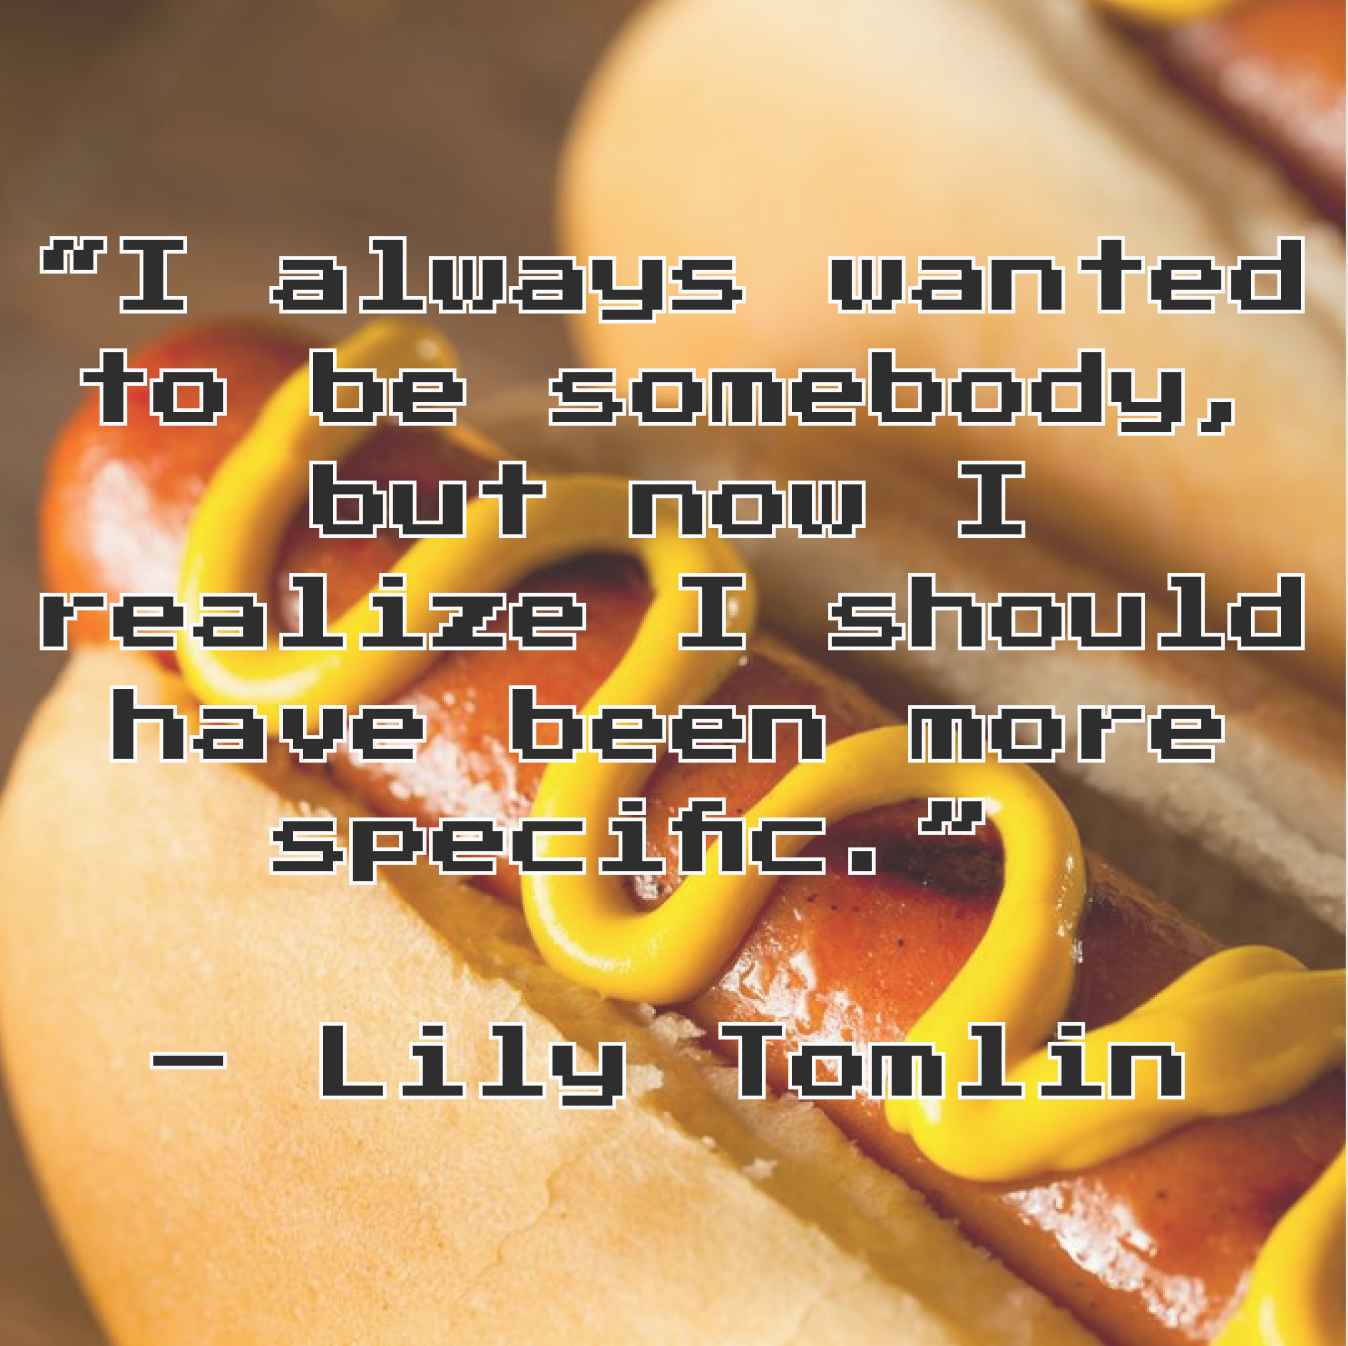 “I always wanted
to be somebody,
but now I
realize I should
have been more
specific.”
— Lily Tomlin